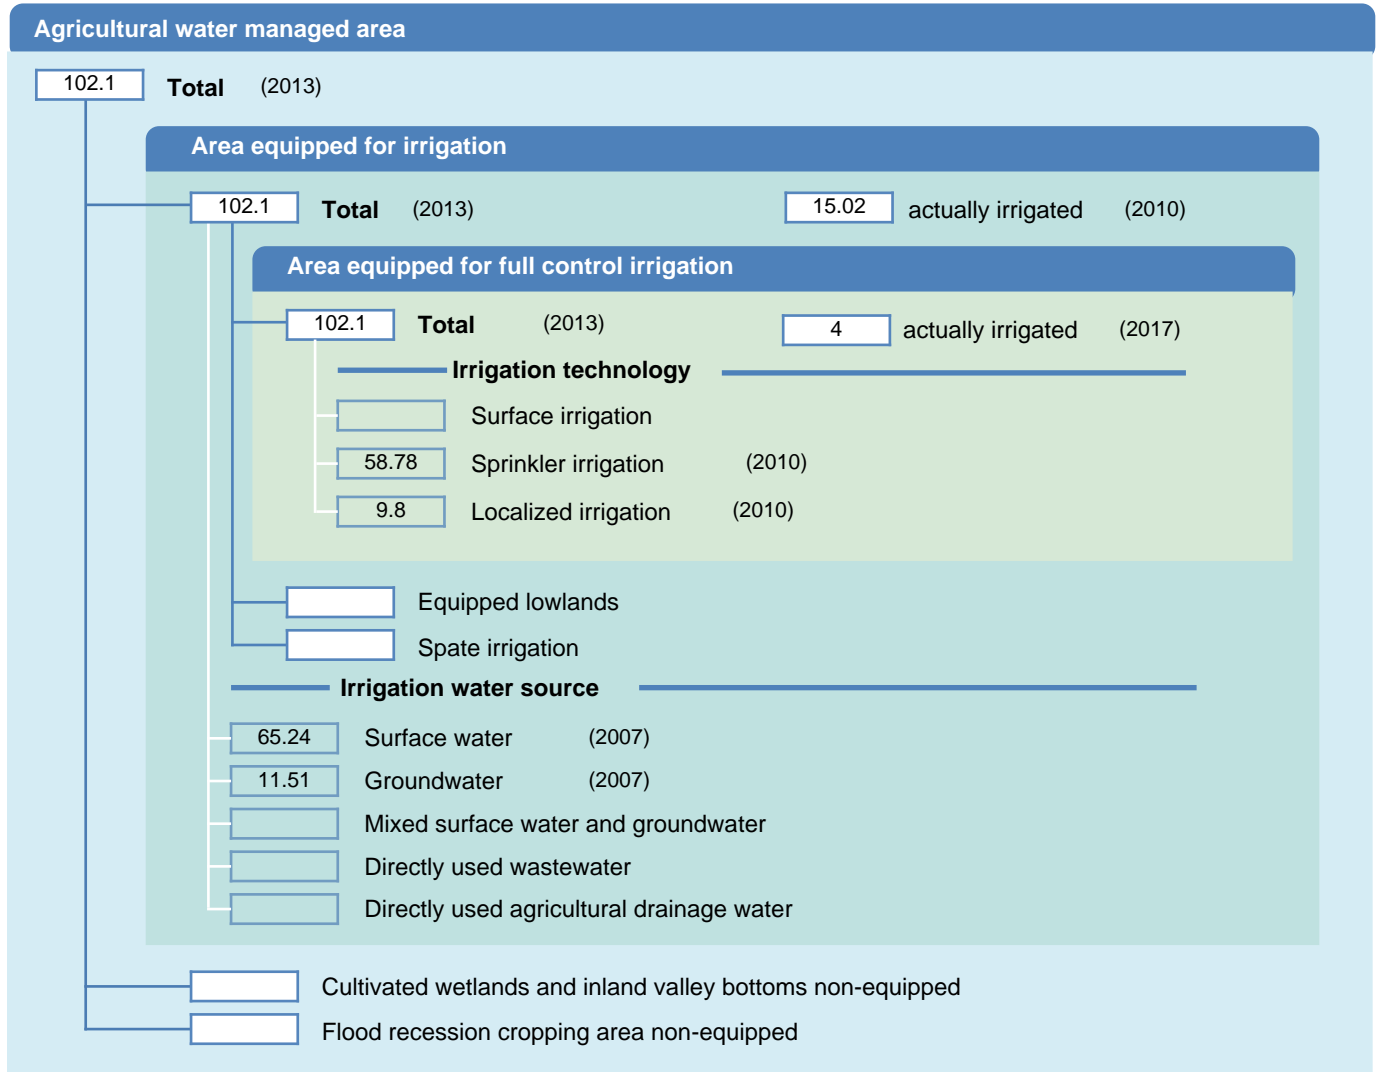 Agricultural water managed area
102.1 Total (2013)
Area equipped for irrigation
102.1 Total (2013) 15.02 actually irrigated (2010)
Area equipped for full control irrigation
102.1 Total (2013) 4 actually irrigated (2017)
Irrigation technology
Surface irrigation
58.78 Sprinkler irrigation (2010)
9.8 Localized irrigation (2010)
Equipped lowlands
Spate irrigation
Irrigation water source
65.24 Surface water (2007)
11.51 Groundwater (2007)
Mixed surface water and groundwater
Directly used wastewater
Directly used agricultural drainage water
Cultivated wetlands and inland valley bottoms non-equipped
Flood recession cropping area non-equipped